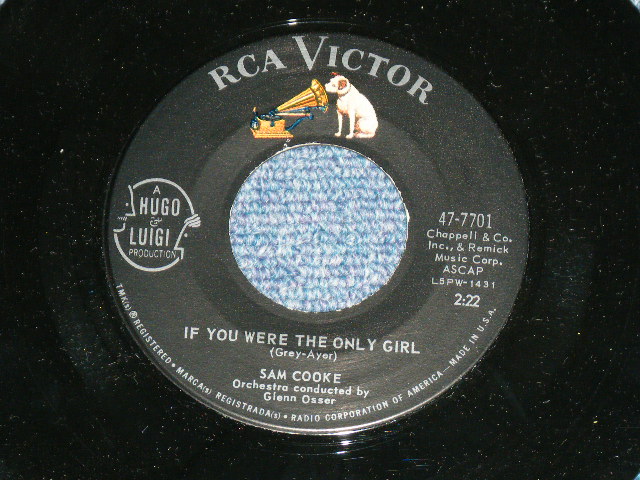 RCA VICTOR
A
HUGO
&
LUIGI
PRODUCTION
47-7701
Chappell & Co.
Inc., & Remick
Music Corp.
ASCAP
L5PW-1431
2:22
IF YOU WERE THE ONLY GIRL
(Grey-Ayer)
SAM COOKE
Orchestra conducted by
Glenn Osser
TMK(s) ® REGISTERED • MARCA(s) REGISTRADA(s) • RADIO CORPORATION OF AMERICA – MADE IN U.S.A.